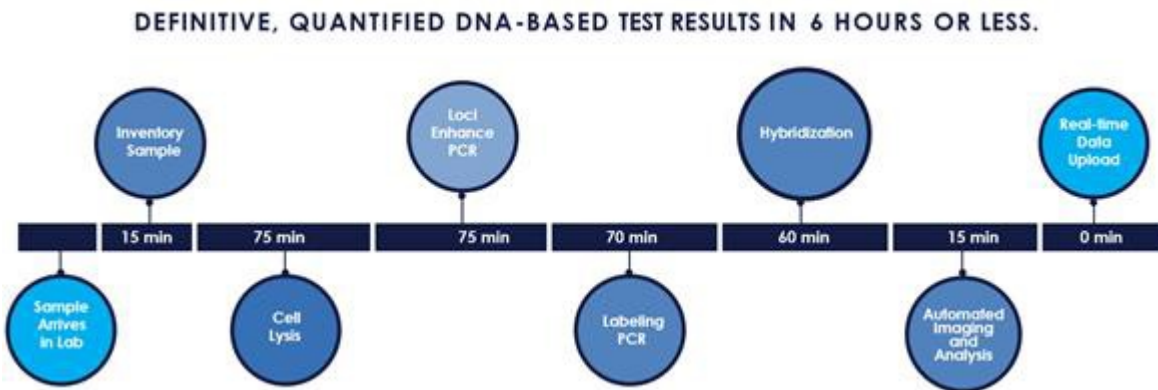 DEFINITIVE, QUANTIFIED DNA-BASED TEST RESULTS IN 6 HOURS OR LESS.
Inventory
Sample
Loci
Enhance
PCR
Hybridization
Real-time
Data
Upload
15 min
75 min
75 min
70 min
60 min
15 min
0 min
Sample
Arrives
in Lab
Cell
Lysis
Labeling
PCR
Automated
Imaging
and
Analysis